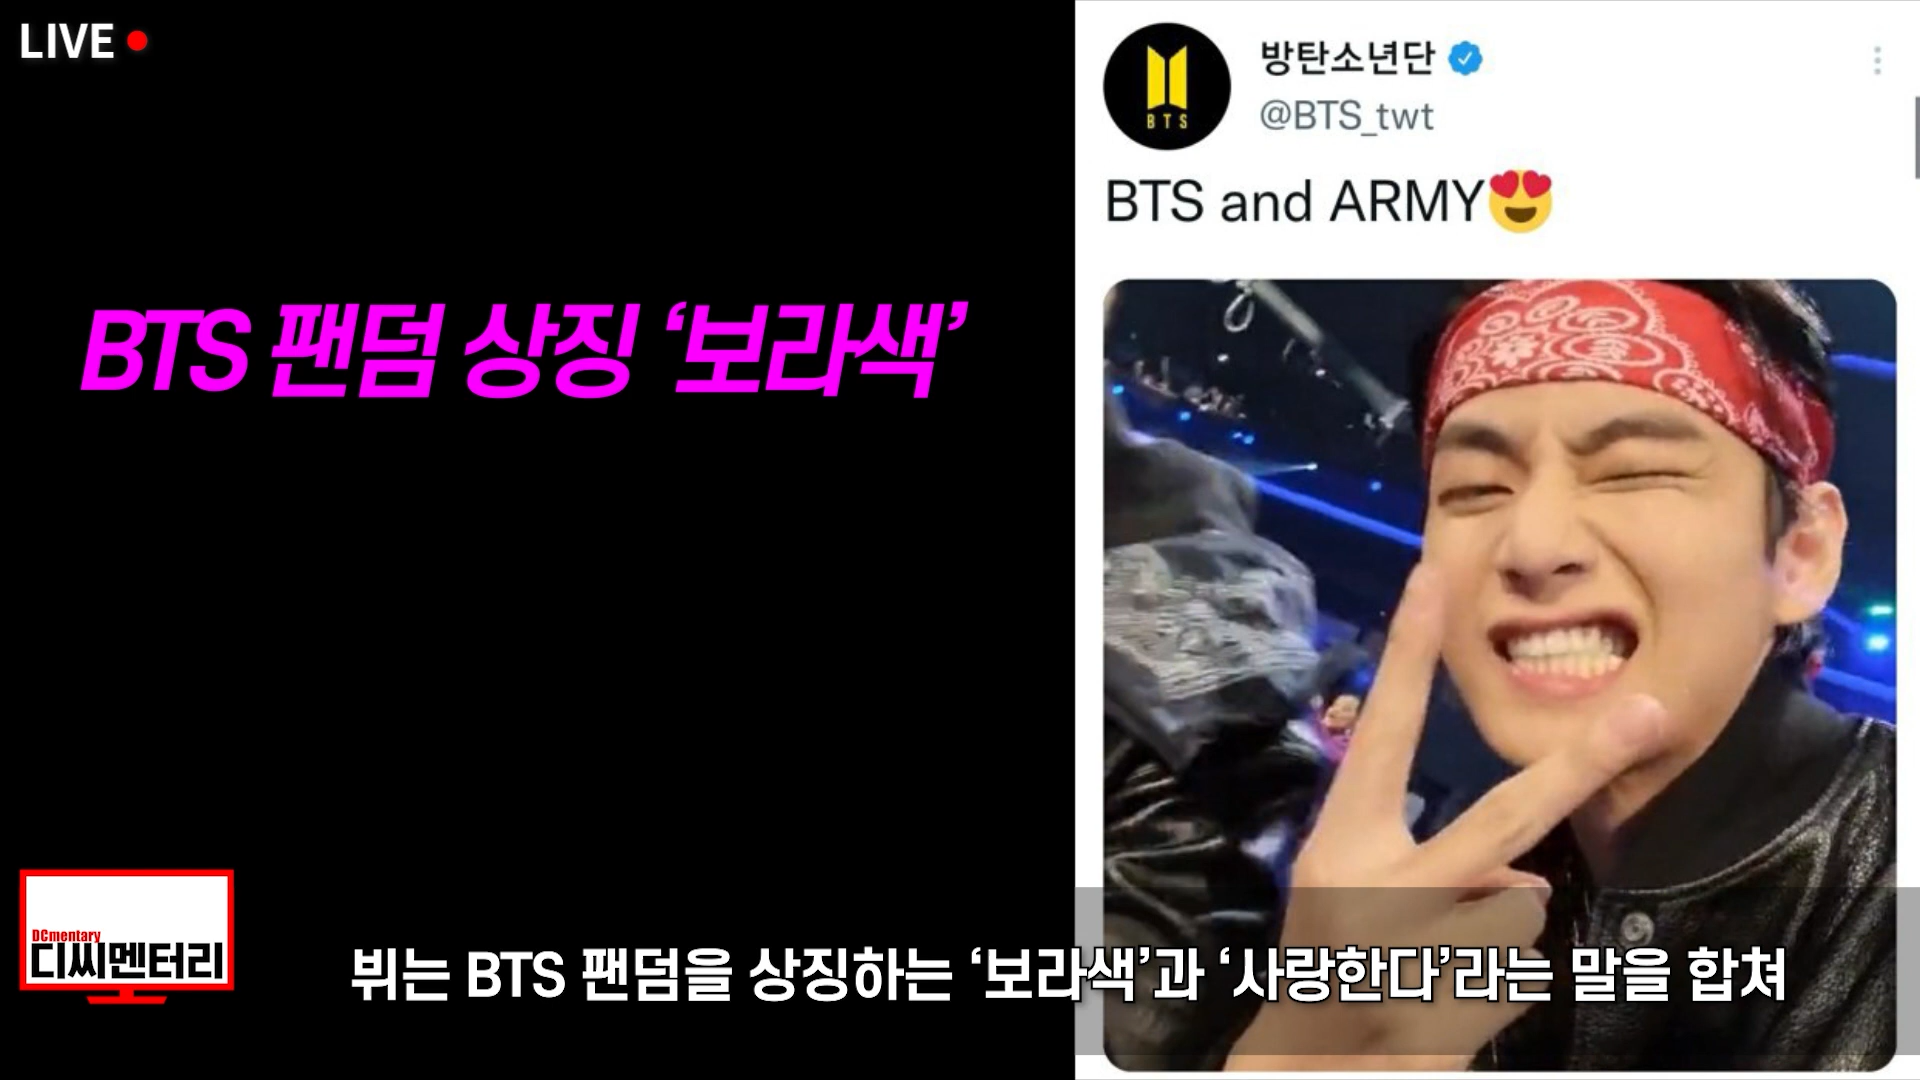 LIVE
방탄소년단
@BTS_twt
BTS
BTS and ARMY😍
BTS 팬덤 상징 ‘보라색’
DCmentary
디씨멘터리
뷔는 BTS 팬덤을 상징하는 ‘보라색’과 ‘사랑한다’라는 말을 합쳐